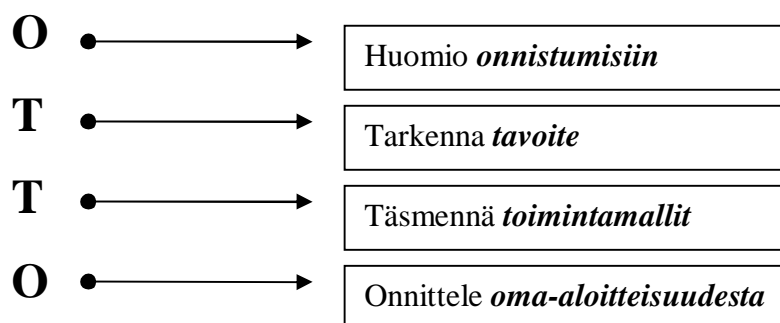 O Huomio onnistumisiin
T Tarkenna tavoite
T Täsmennä toimintamallit
O Onnittele oma-aloitteisuudesta